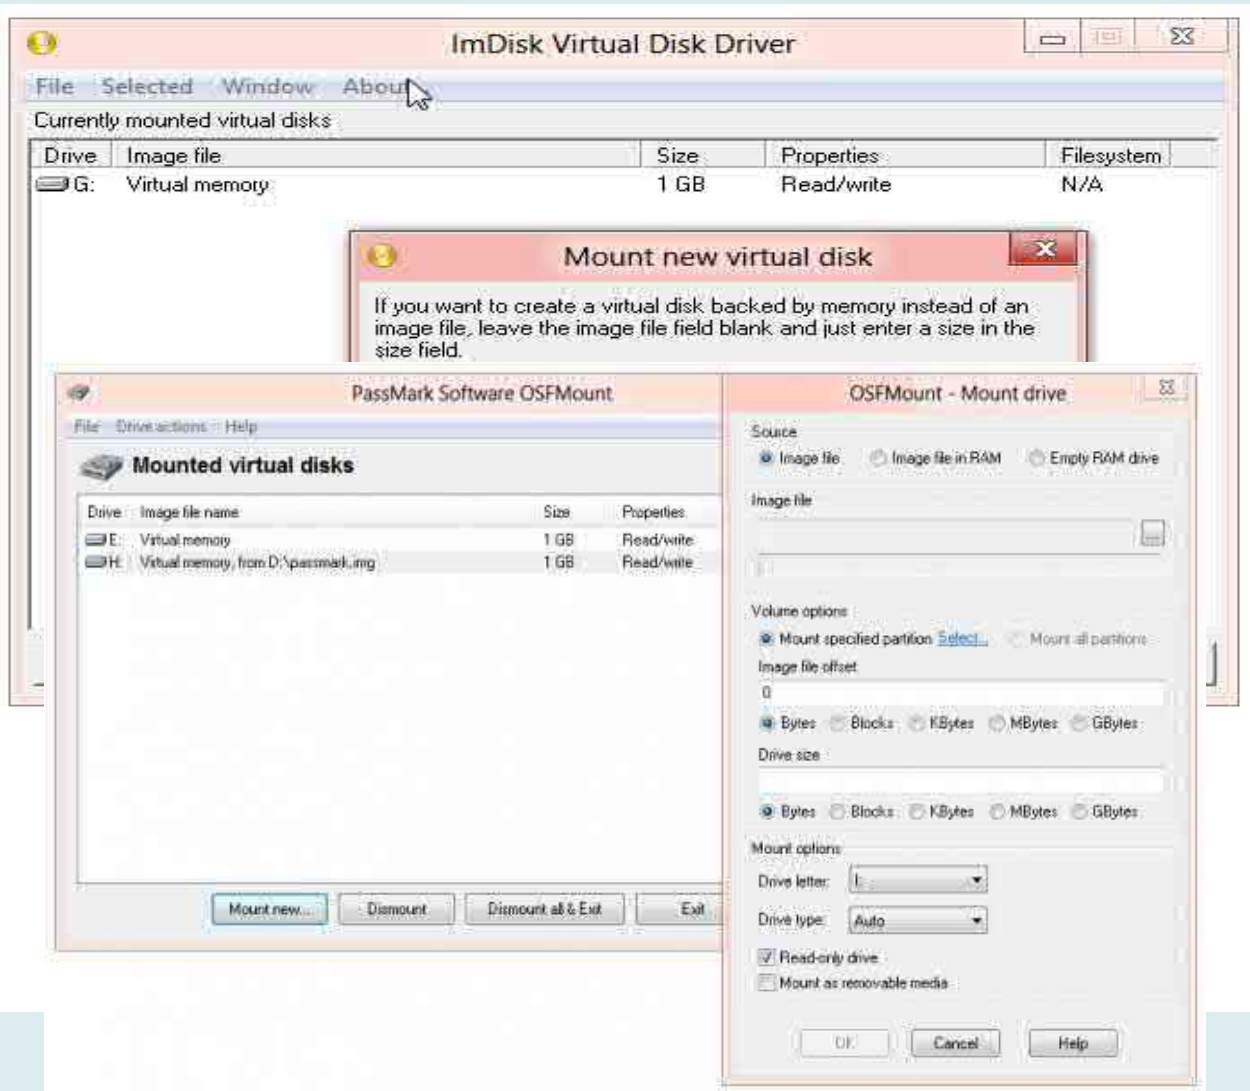 ImDisk Virtual Disk Driver
File Selected Window About
Currently mounted virtual disks
Drive Image file Size Properties Filesystem
G: Virtual memory 1 GB Read/write N/A
Mount new virtual disk
If you want to create a virtual disk backed by memory instead of an
image file, leave the image file field blank and just enter a size in the
size field.
PassMark Software OSFMount
File Drive actions Help
Mounted virtual disks
Drive Image file name Size Properties
E: Virtual memory 1 GB Read/write
H: Virtual memory, from D:\passmark.img 1 GB Read/write
Mount new... Dismount Dismount all & Exit Exit
OSFMount - Mount drive
Source
Image file Image file in RAM Empty RAM drive
Image file
...
Volume options
Mount specified partition Select... Mount all partitions
Image file offset
0
Bytes Blocks KBytes MBytes GBytes
Drive size
Bytes Blocks KBytes MBytes GBytes
Mount options
Drive letter: I:
Drive type: Auto
Read-only drive
Mount as removable media
OK Cancel Help